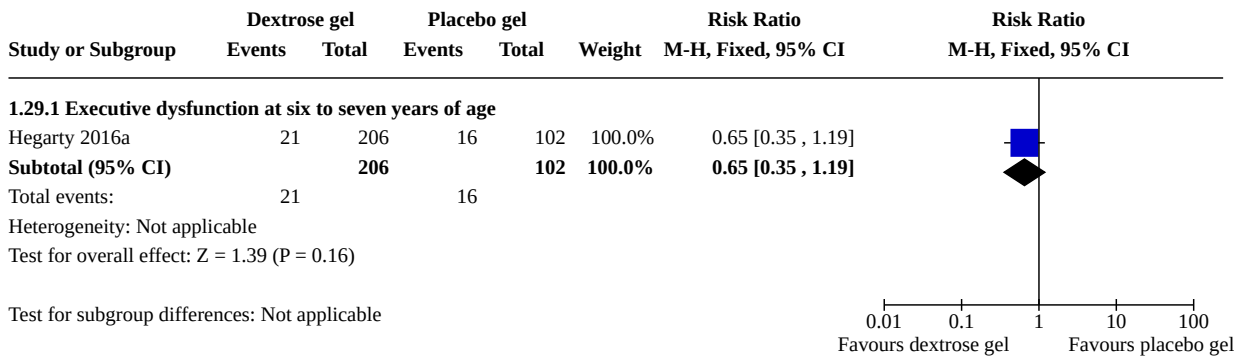 Dextrose gel Placebo gel Risk Ratio Risk Ratio
Study or Subgroup Events Total Events Total Weight M-H, Fixed, 95% CI M-H, Fixed, 95% CI
1.29.1 Executive dysfunction at six to seven years of age
Hegarty 2016a 21 206 16 102 100.0% 0.65 [0.35 , 1.19]
Subtotal (95% CI) 206 102 100.0% 0.65 [0.35 , 1.19]
Total events: 21 16
Heterogeneity: Not applicable
Test for overall effect: Z = 1.39 (P = 0.16)
Test for subgroup differences: Not applicable
0.01 0.1 1 10 100
Favours dextrose gel Favours placebo gel